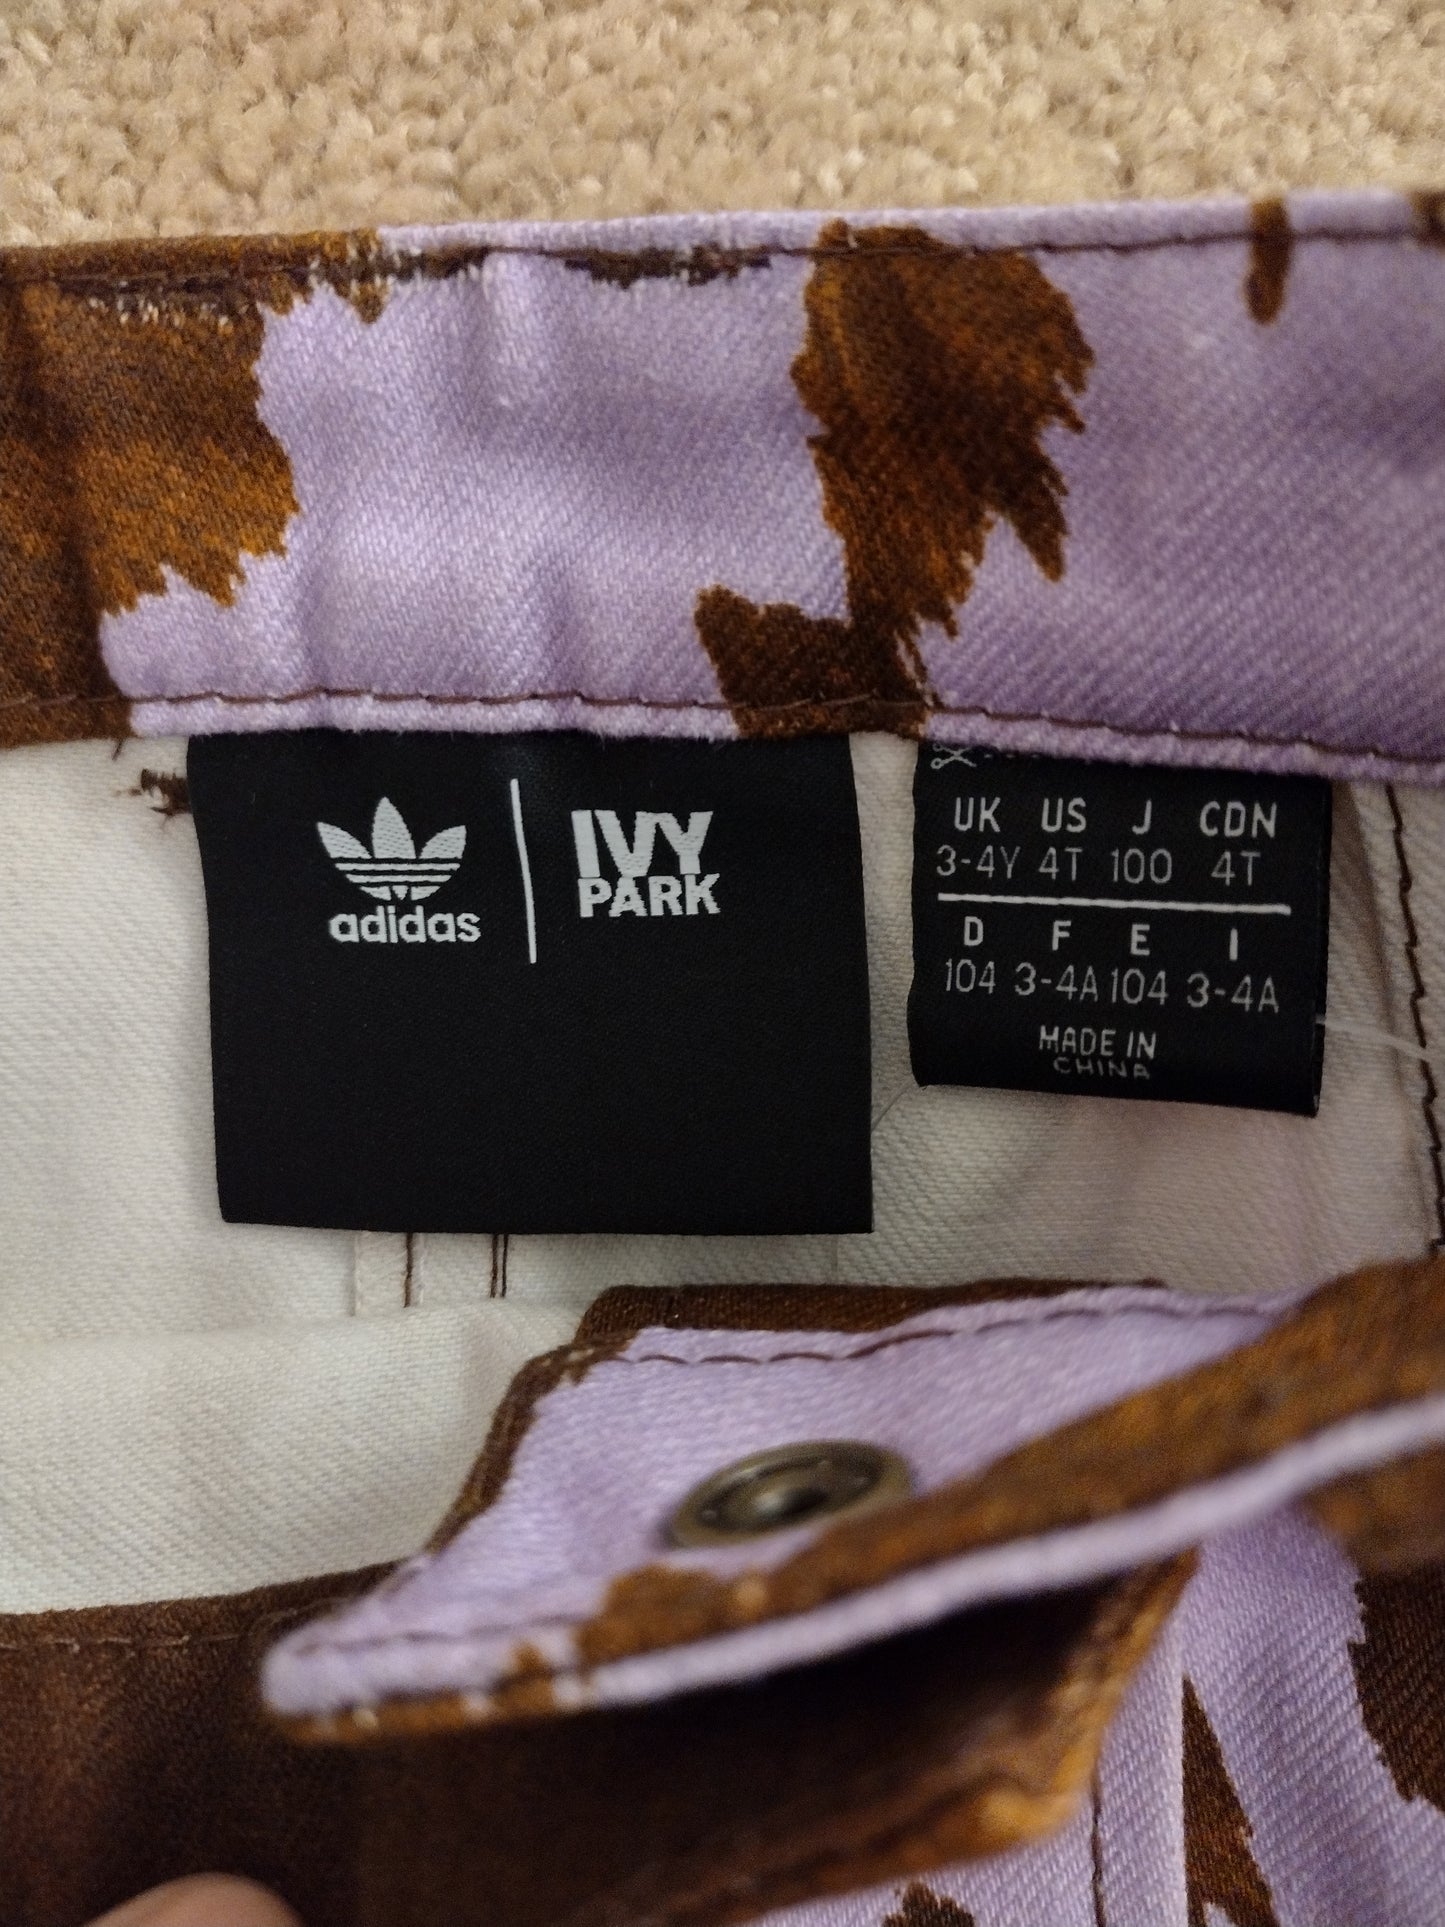 adidas
IVY
PARK
UK US J CDN
3-4Y 4T 100 4T
D F E I
104 3-4A 104 3-4A
MADE IN
CHINA